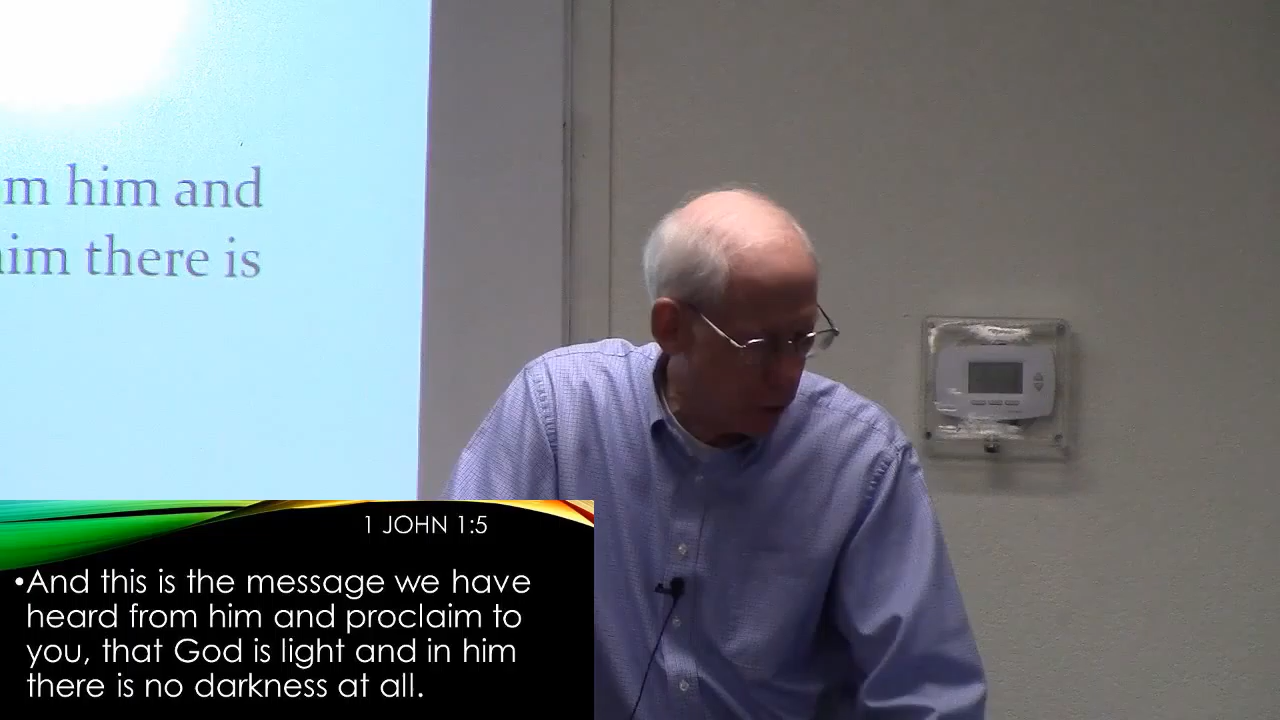 m him and
him there is
1 JOHN 1:5
•And this is the message we have
heard from him and proclaim to
you, that God is light and in him
there is no darkness at all.